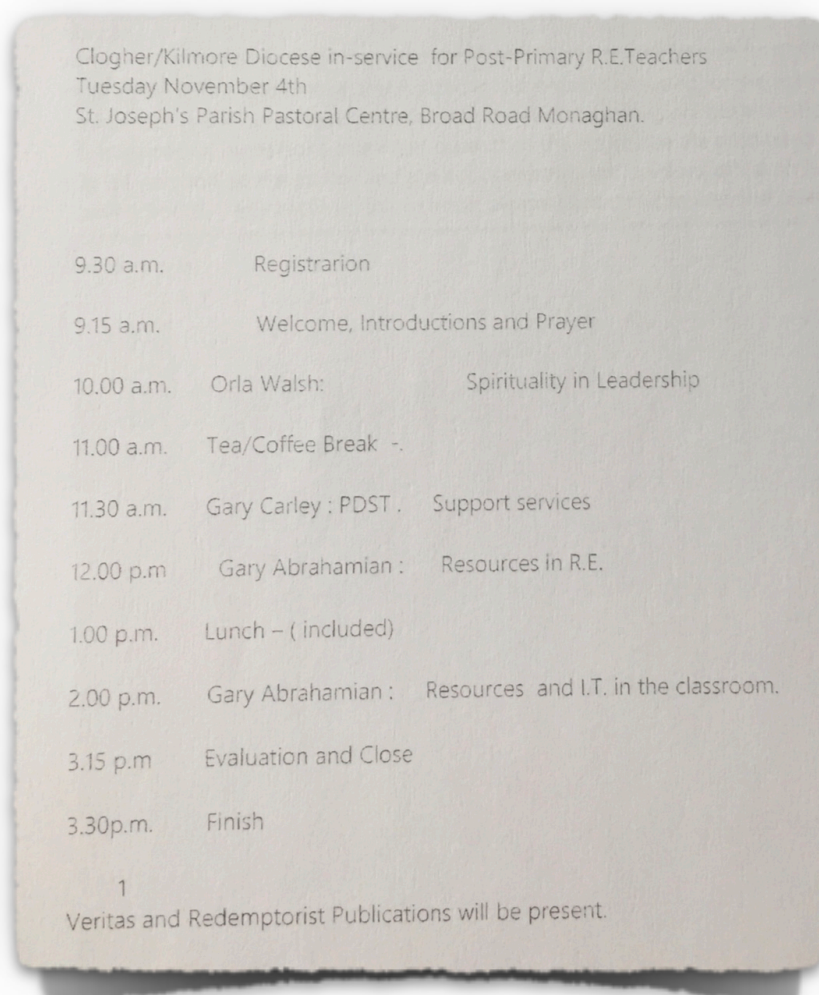 Clogher/Kilmore Diocese in-service for Post-Primary R.E.Teachers
Tuesday November 4th
St. Joseph's Parish Pastoral Centre, Broad Road Monaghan.
9.30 a.m. Registrarion
9.15 a.m. Welcome, Introductions and Prayer
10.00 a.m. Orla Walsh: Spirituality in Leadership
11.00 a.m. Tea/Coffee Break -.
11.30 a.m. Gary Carley : PDST . Support services
12.00 p.m Gary Abrahamian : Resources in R.E.
1.00 p.m. Lunch – ( included)
2.00 p.m. Gary Abrahamian : Resources and I.T. in the classroom.
3.15 p.m Evaluation and Close
3.30p.m. Finish
1
Veritas and Redemptorist Publications will be present.